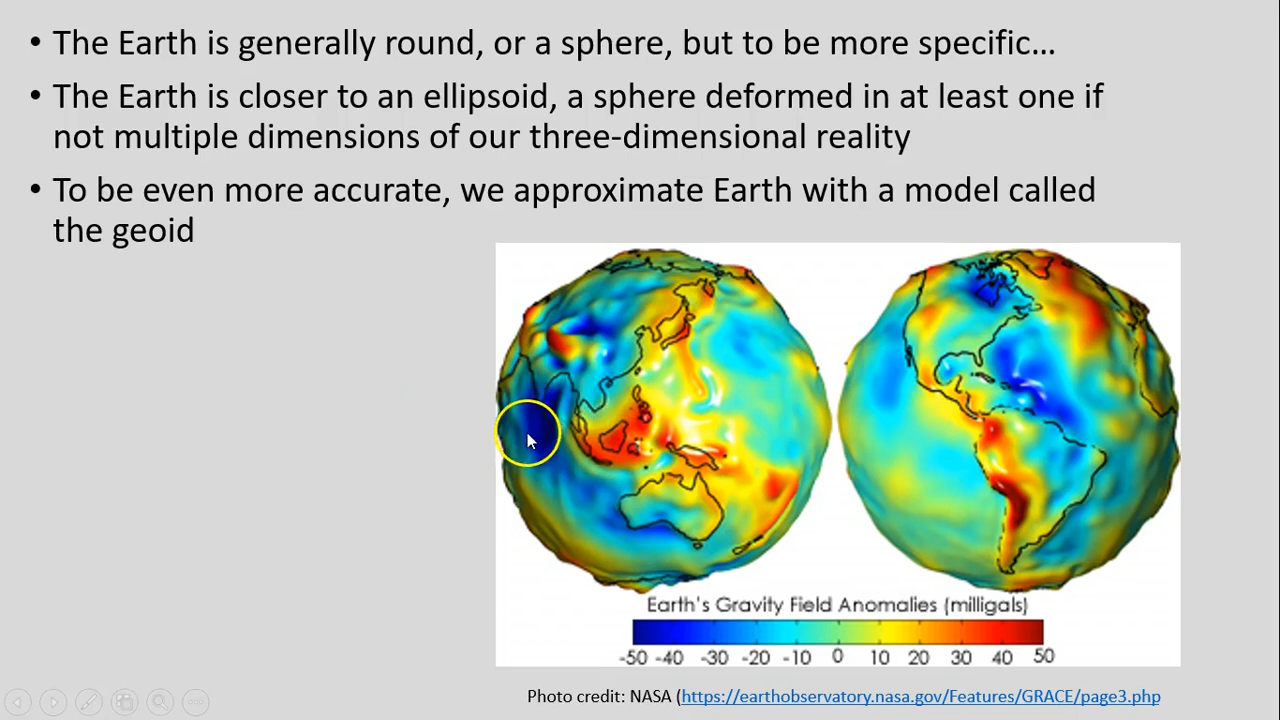 • The Earth is generally round, or a sphere, but to be more specific…
• The Earth is closer to an ellipsoid, a sphere deformed in at least one if
not multiple dimensions of our three-dimensional reality
• To be even more accurate, we approximate Earth with a model called
the geoid
Earth's Gravity Field Anomalies (milligals)
-50 -40 -30 -20 -10 0 10 20 30 40 50
Photo credit: NASA (https://earthobservatory.nasa.gov/Features/GRACE/page3.php